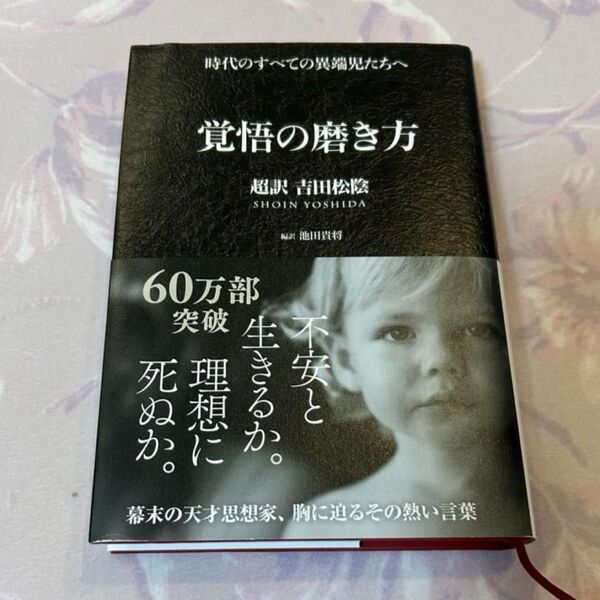 時代のすべての異端児たちへ
覚悟の磨き方
超訳 吉田松陰
SHOIN YOSHIDA
編訳 池田貴将
60万部
突破
不安と
生きるか。
理想に
死ぬか。
幕末の天才思想家、胸に迫るその熱い言葉